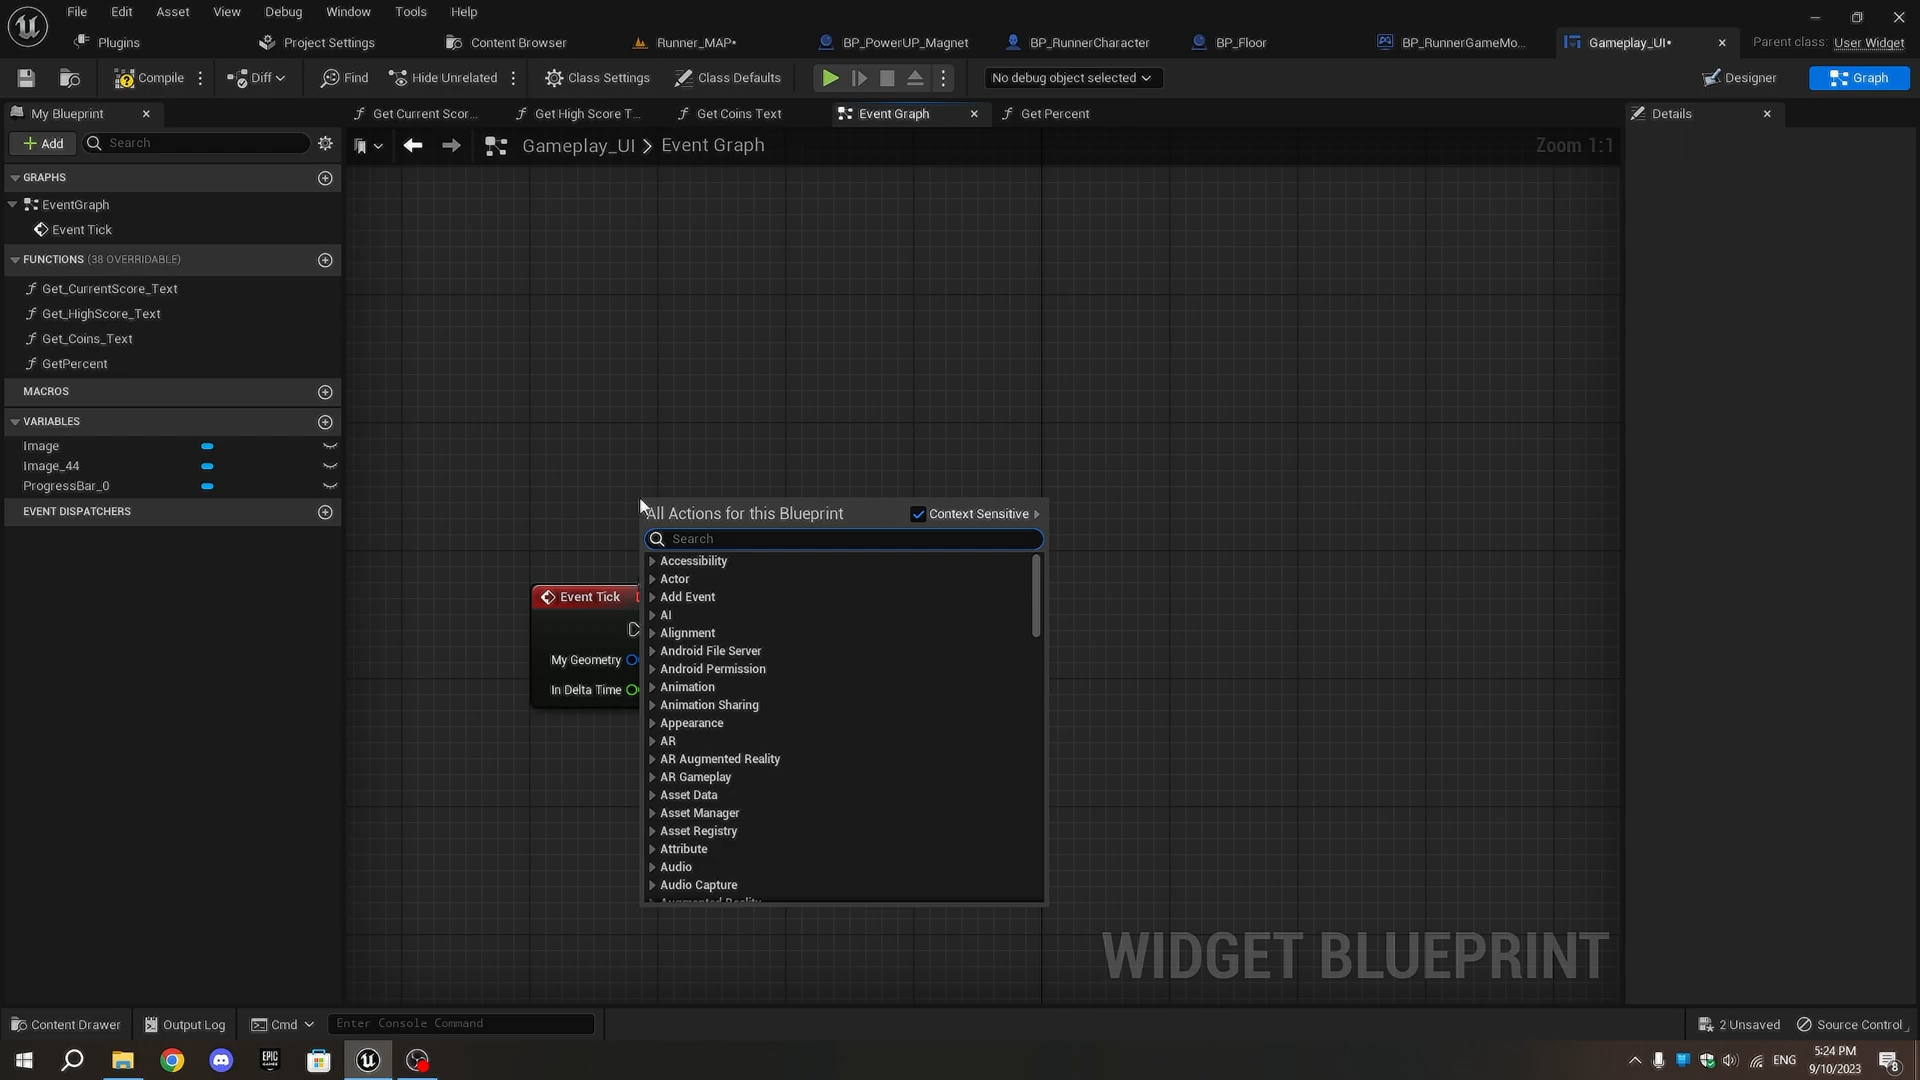 File Edit View Asset Debug Window Tools Help
Plugins Project Settings Content Browser Runner_MAP* BP_PowerUP_Magnet BP_RunnerCharacter BP_Floor BP_RunnerGameMo... Gameplay_UI* Parent class: User Widget
Compile Diff Find Hide Unrelated Class Settings Class Defaults No debug object selected Designer Graph
My Blueprint Get Current Scor... Get High Score T... Get Coins Text Event Graph Get Percent Details
Add Search Gameplay_UI > Event Graph Zoom 1:1
GRAPHS
EventGraph
Event Tick
FUNCTIONS (38 OVERRIDABLE)
Get_CurrentScore_Text
Get_HighScore_Text
Get_Coins_Text
GetPercent
MACROS
VARIABLES
Image
Image_44
ProgressBar_0
EVENT DISPATCHERS
Event Tick
My Geometry
In Delta Time
All Actions for this Blueprint Context Sensitive
Search
Accessibility
Actor
Add Event
AI
Alignment
Android File Server
Android Permission
Animation
Animation Sharing
Appearance
AR
AR Augmented Reality
AR Gameplay
Asset Data
Asset Manager
Asset Registry
Attribute
Audio
Audio Capture
Augmented Reality
WIDGET BLUEPRINT
Content Drawer Output Log Cmd Enter Console Command 2 Unsaved Source Control
EPIC GAMES ENG 5:24 PM
9/10/2023 8